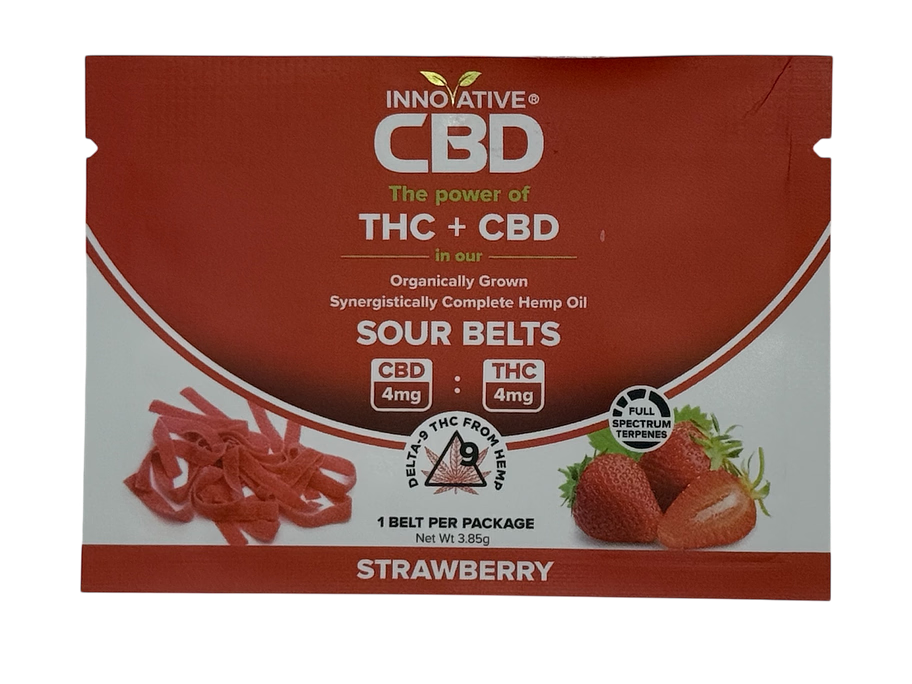 INNOVATIVE®
CBD
The power of
THC + CBD
in our
Organically Grown
Synergistically Complete Hemp Oil
SOUR BELTS
CBD
4mg
:
THC
4mg
FULL
SPECTRUM
TERPENES
DELTA-9 THC FROM HEMP
9
1 BELT PER PACKAGE
Net Wt 3.85g
STRAWBERRY